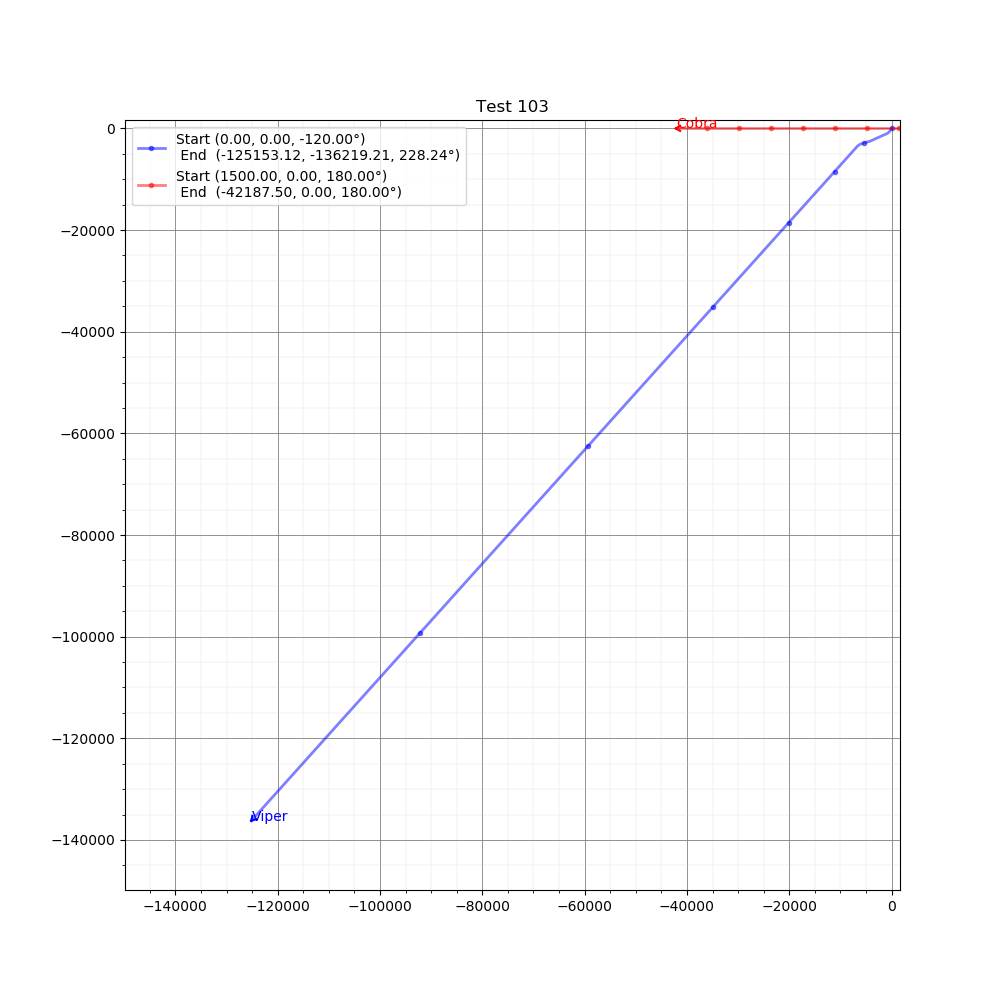 Test 103
Cobra
Start (0.00, 0.00, -120.00°)
End  (-125153.12, -136219.21, 228.24°)
Start (1500.00, 0.00, 180.00°)
End  (-42187.50, 0.00, 180.00°)
0
−20000
−40000
−60000
−80000
−100000
−120000
−140000
Viper
−140000 −120000 −100000 −80000 −60000 −40000 −20000 0